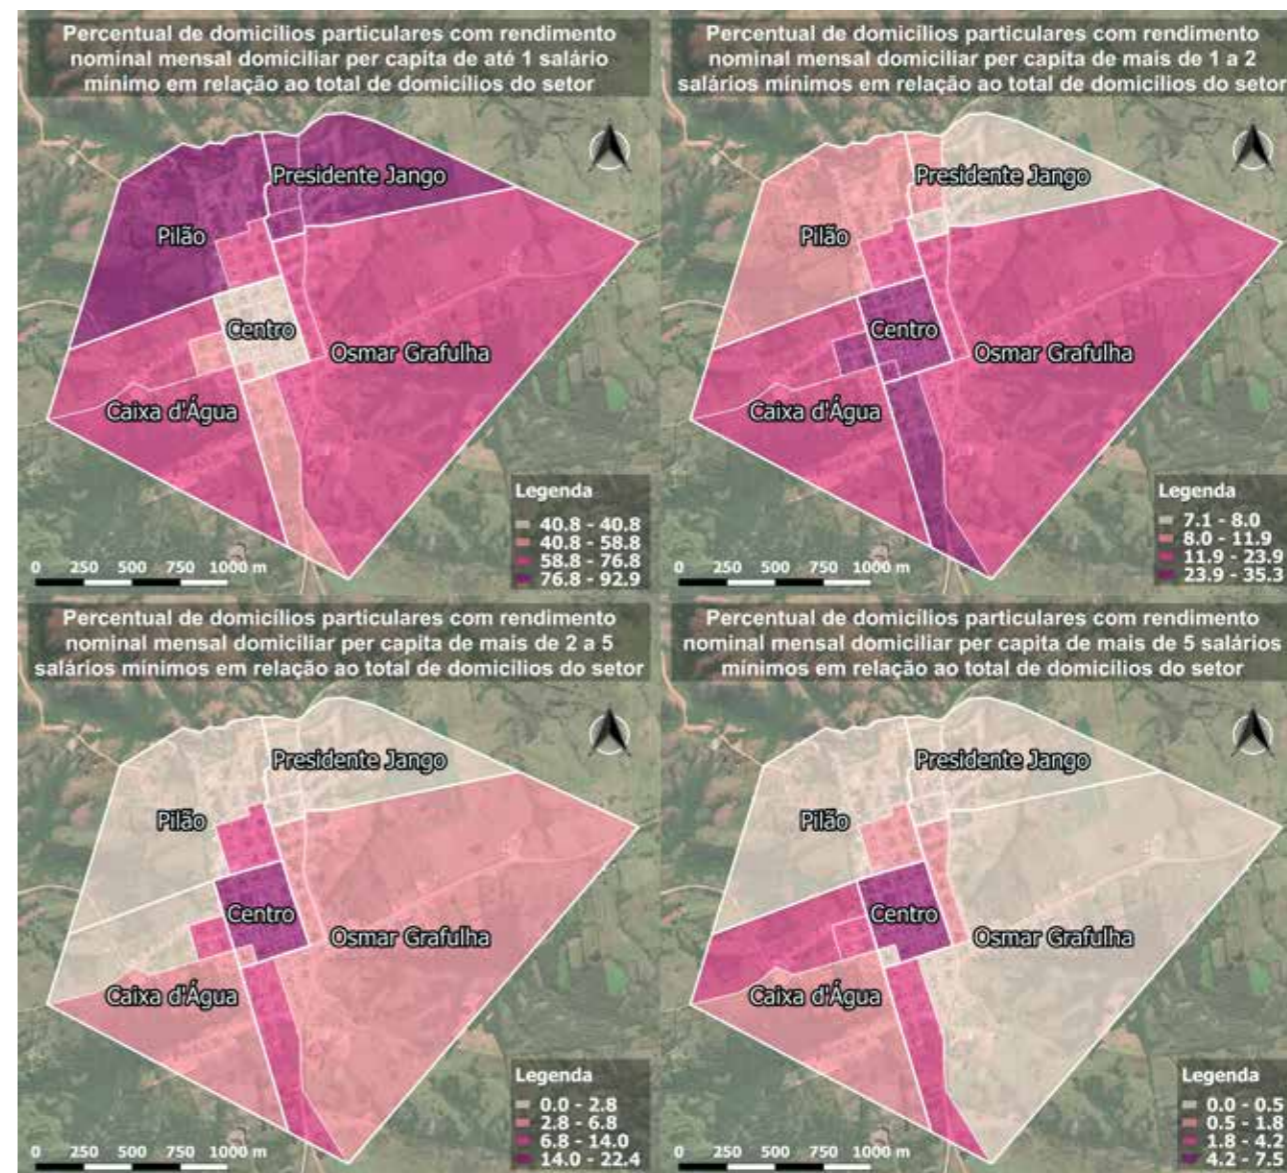 Percentual de domicílios particulares com rendimento
nominal mensal domiciliar per capita de até 1 salário
mínimo em relação ao total de domicílios do setor
Presidente Jango
Pilão
Centro
Osmar Grafulha
Caixa d'Água
Legenda
40.8 - 40.8
40.8 - 58.8
58.8 - 76.8
76.8 - 92.9
0 250 500 750 1000 m
Percentual de domicílios particulares com rendimento
nominal mensal domiciliar per capita de mais de 1 a 2
salários mínimos em relação ao total de domicílios do setor
Presidente Jango
Pilão
Centro
Osmar Grafulha
Caixa d'Água
Legenda
7.1 - 8.0
8.0 - 11.9
11.9 - 23.9
23.9 - 35.3
0 250 500 750 1000 m
Percentual de domicílios particulares com rendimento
nominal mensal domiciliar per capita de mais de 2 a 5
salários mínimos em relação ao total de domicílios do setor
Presidente Jango
Pilão
Centro
Osmar Grafulha
Caixa d'Água
Legenda
0.0 - 2.8
2.8 - 6.8
6.8 - 14.0
14.0 - 22.4
0 250 500 750 1000 m
Percentual de domicílios particulares com rendimento
nominal mensal domiciliar per capita de mais de 5 salários
mínimos em relação ao total de domicílios do setor
Presidente Jango
Pilão
Centro
Osmar Grafulha
Caixa d'Água
Legenda
0.0 - 0.5
0.5 - 1.8
1.8 - 4.2
4.2 - 7.5
0 250 500 750 1000 m